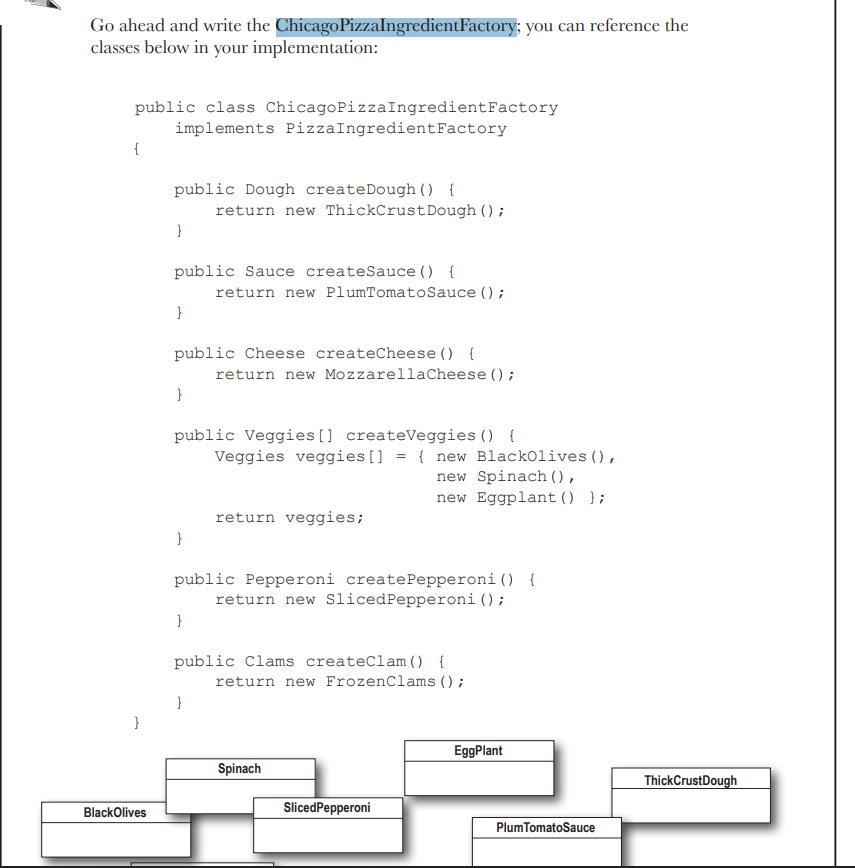 Go ahead and write the ChicagoPizzaIngredientFactory; you can reference the
classes below in your implementation:
public class ChicagoPizzaIngredientFactory
    implements PizzaIngredientFactory
{
    public Dough createDough() {
        return new ThickCrustDough();
    }
    public Sauce createSauce() {
        return new PlumTomatoSauce();
    }
    public Cheese createCheese() {
        return new MozzarellaCheese();
    }
    public Veggies[] createVeggies() {
        Veggies veggies[] = { new BlackOlives(),
                              new Spinach(),
                              new Eggplant() };
        return veggies;
    }
    public Pepperoni createPepperoni() {
        return new SlicedPepperoni();
    }
    public Clams createClam() {
        return new FrozenClams();
    }
}
EggPlant
Spinach
ThickCrustDough
SlicedPepperoni
BlackOlives
PlumTomatoSauce